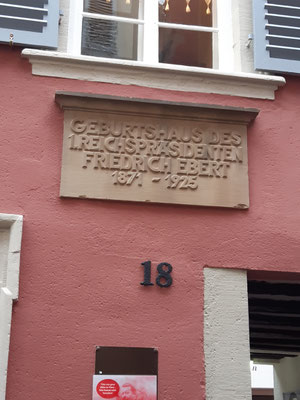 GEBURTSHAUS DES
1.REICHSPRÄSIDENTEN
FRIEDRICH EBERT
1871 - 1925
18